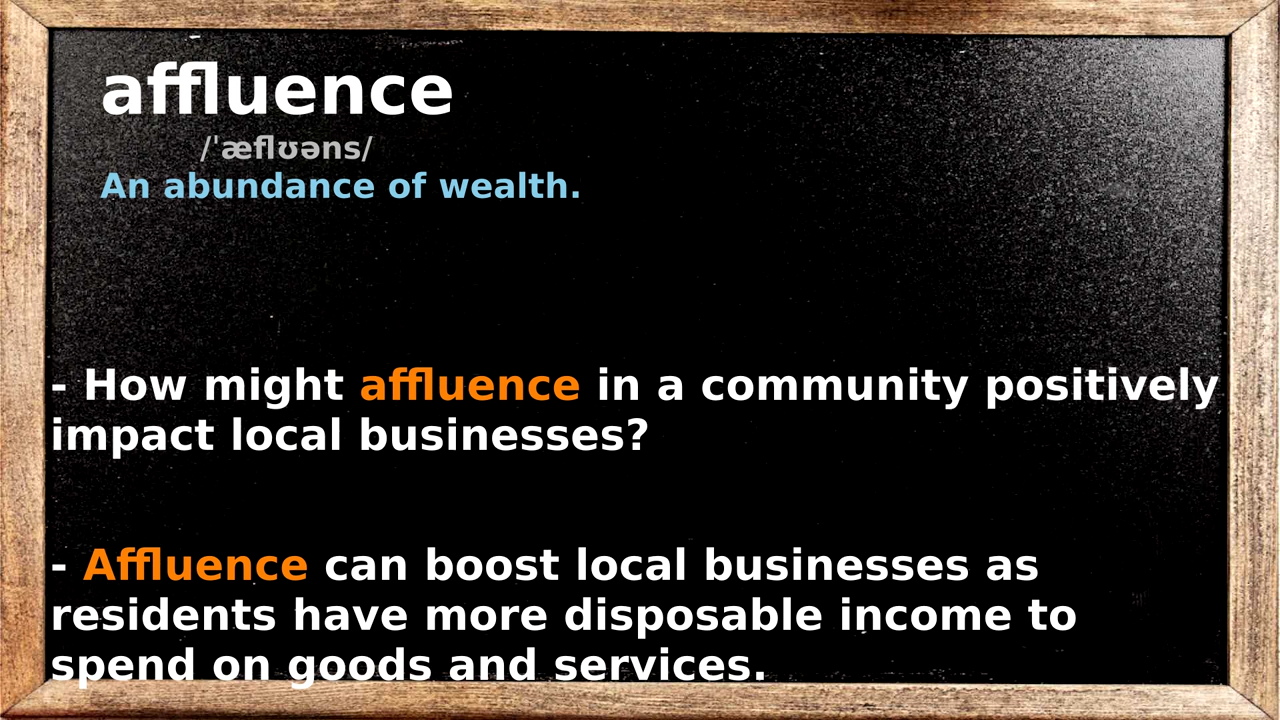 affluence
/ˈæflʊəns/
An abundance of wealth.
- How might affluence in a community positively
impact local businesses?
- Affluence can boost local businesses as
residents have more disposable income to
spend on goods and services.